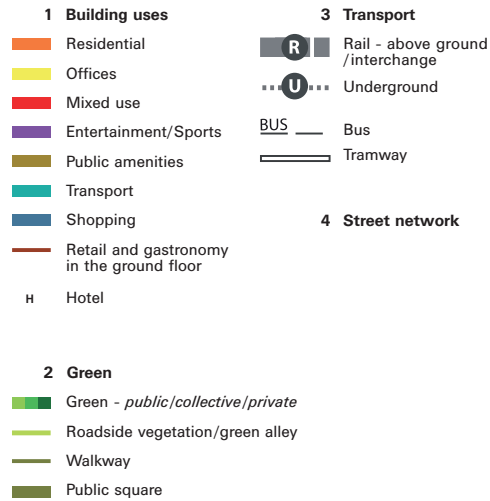 1 Building uses
Residential
Offices
Mixed use
Entertainment/Sports
Public amenities
Transport
Shopping
Retail and gastronomy
in the ground floor
H Hotel
2 Green
Green - public/collective/private
Roadside vegetation/green alley
Walkway
Public square
3 Transport
R Rail - above ground
/interchange
U Underground
BUS Bus
Tramway
4 Street network